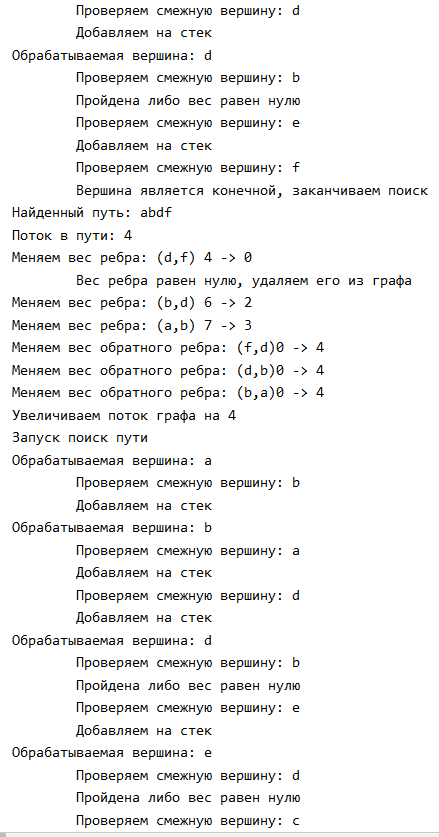 Проверяем смежную вершину: d
Добавляем на стек
Обрабатываемая вершина: d
Проверяем смежную вершину: b
Пройдена либо вес равен нулю
Проверяем смежную вершину: e
Добавляем на стек
Проверяем смежную вершину: f
Вершина является конечной, заканчиваем поиск
Найденный путь: abdf
Поток в пути: 4
Меняем вес ребра: (d,f) 4 -> 0
Вес ребра равен нулю, удаляем его из графа
Меняем вес ребра: (b,d) 6 -> 2
Меняем вес ребра: (a,b) 7 -> 3
Меняем вес обратного ребра: (f,d)0 -> 4
Меняем вес обратного ребра: (d,b)0 -> 4
Меняем вес обратного ребра: (b,a)0 -> 4
Увеличиваем поток графа на 4
Запуск поиск пути
Обрабатываемая вершина: a
Проверяем смежную вершину: b
Добавляем на стек
Обрабатываемая вершина: b
Проверяем смежную вершину: a
Добавляем на стек
Проверяем смежную вершину: d
Добавляем на стек
Обрабатываемая вершина: d
Проверяем смежную вершину: b
Пройдена либо вес равен нулю
Проверяем смежную вершину: e
Добавляем на стек
Обрабатываемая вершина: e
Проверяем смежную вершину: d
Пройдена либо вес равен нулю
Проверяем смежную вершину: c